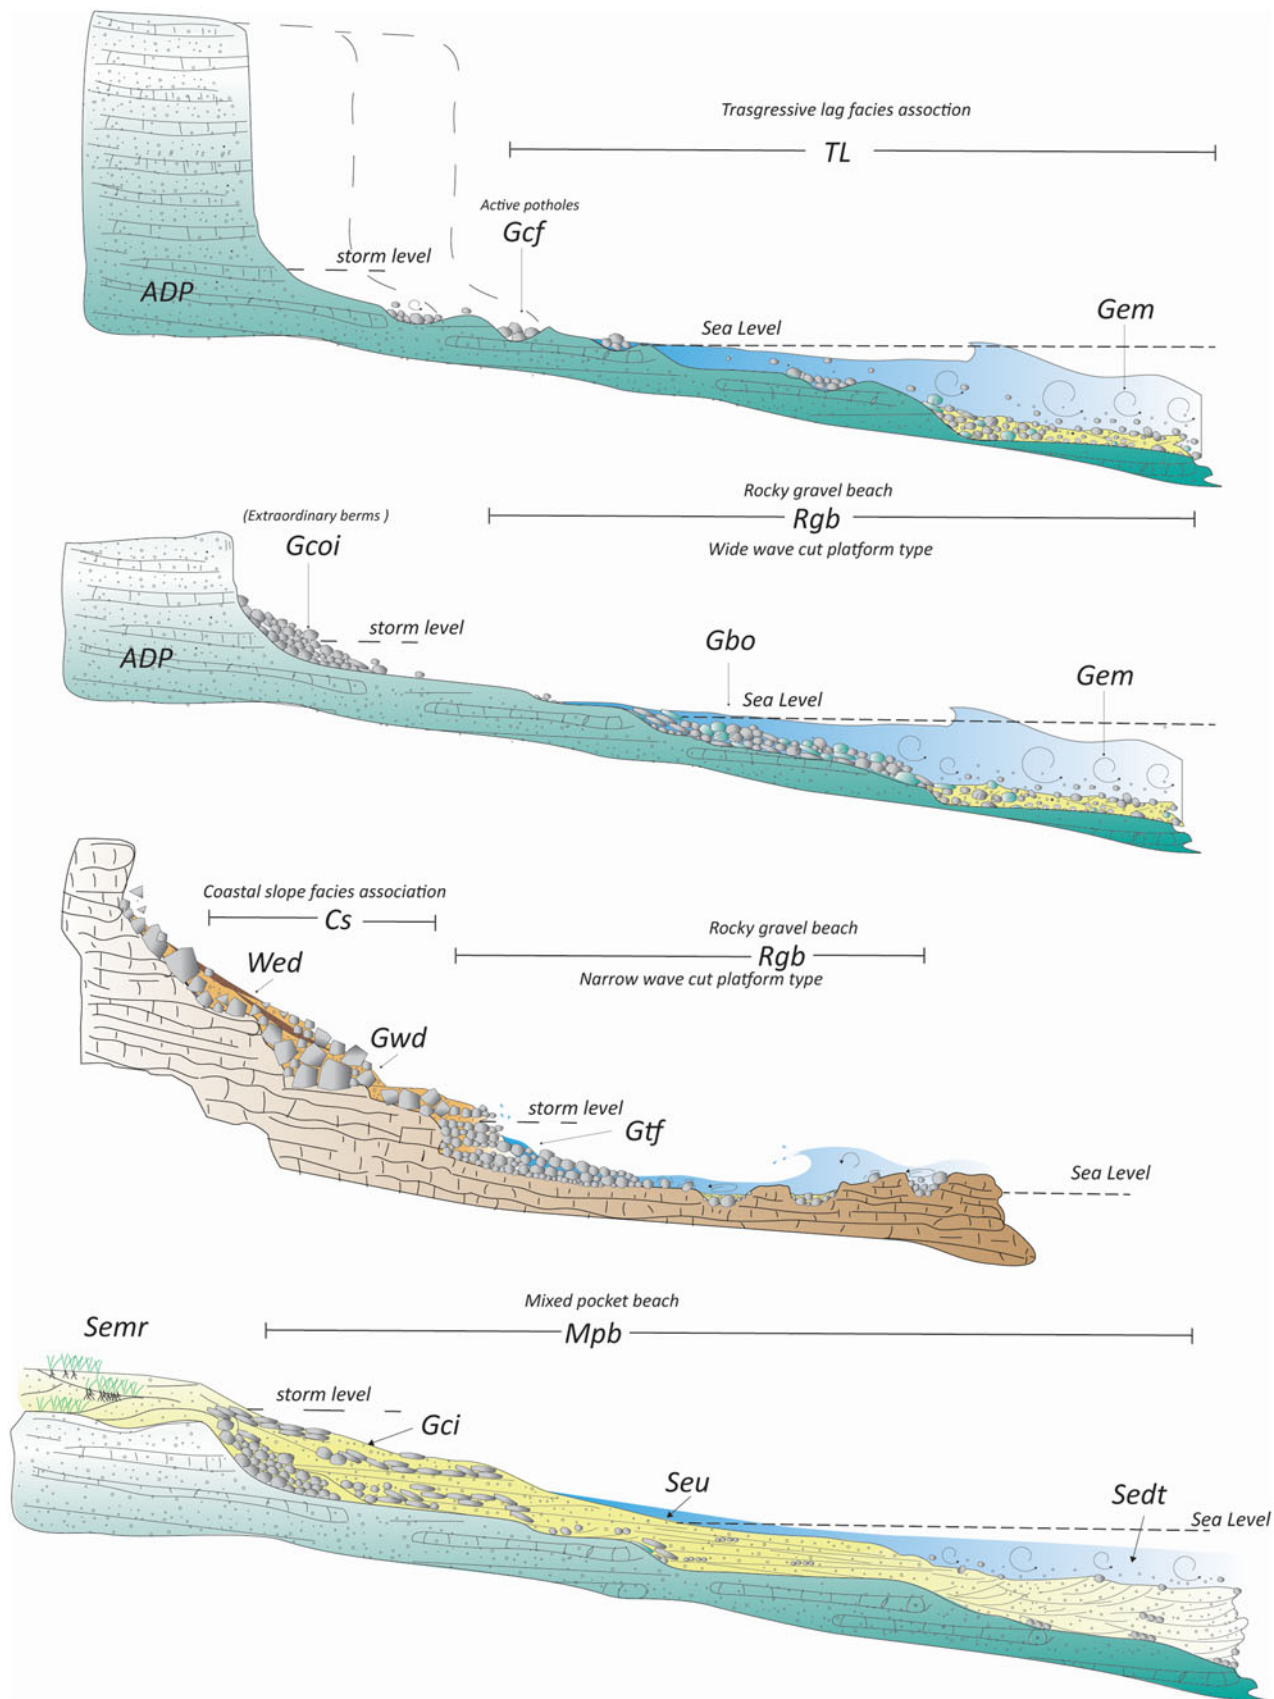 Trasgressive lag facies assoction
TL
Active potholes
Gcf
storm level
ADP
Sea Level
Gem
Rocky gravel beach
Rgb
Wide wave cut platform type
(Extraordinary berms )
Gcoi
storm level
ADP
Gbo
Sea Level
Gem
Coastal slope facies association
Cs
Rocky gravel beach
Rgb
Narrow wave cut platform type
Wed
Gwd
storm level
Gtf
Sea Level
Mixed pocket beach
Mpb
Semr
storm level
Gci
Seu
Sedt
Sea Level